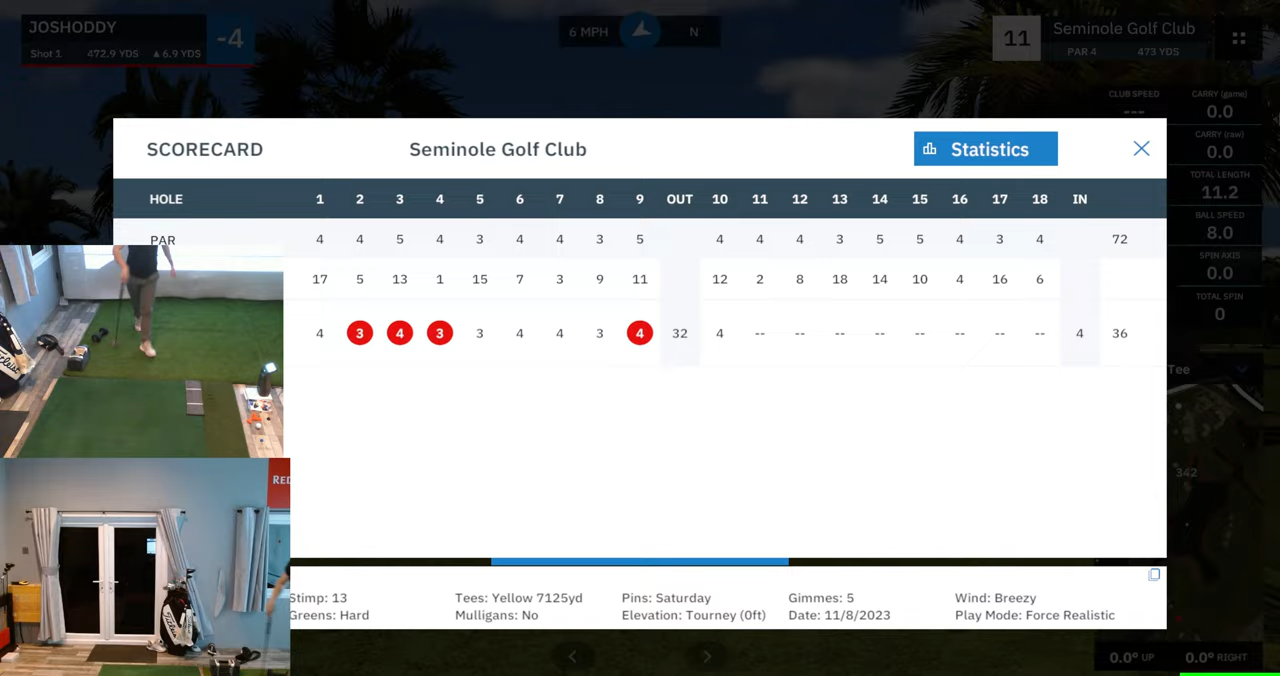 JOSHODDY
Shot 1 472.9 YDS ▲6.9 YDS
-4
6 MPH N
11
Seminole Golf Club
PAR 4 473 YDS
CLUB SPEED
---
CARRY (game)
0.0
CARRY (raw)
0.0
TOTAL LENGTH
11.2
BALL SPEED
8.0
SPIN AXIS
0.0
TOTAL SPIN
0
SCORECARD Seminole Golf Club Statistics
HOLE 1 2 3 4 5 6 7 8 9 OUT 10 11 12 13 14 15 16 17 18 IN
PAR 4 4 5 4 3 4 4 3 5 4 4 4 3 5 5 4 3 4 72
17 5 13 1 15 7 3 9 11 12 2 8 18 14 10 4 16 6
4 3 4 3 3 4 4 3 4 32 4 -- -- -- -- -- -- -- -- 4 36
Tee
342
Titleist
RED
Stimp: 13 Tees: Yellow 7125yd Pins: Saturday Gimmes: 5 Wind: Breezy
Greens: Hard Mulligans: No Elevation: Tourney (0ft) Date: 11/8/2023 Play Mode: Force Realistic
0.0° UP 0.0° RIGHT